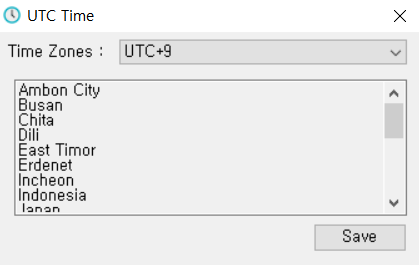 UTC Time
Time Zones :
UTC+9
Ambon City
Busan
Chita
Dili
East Timor
Erdenet
Incheon
Indonesia
Japan
Save